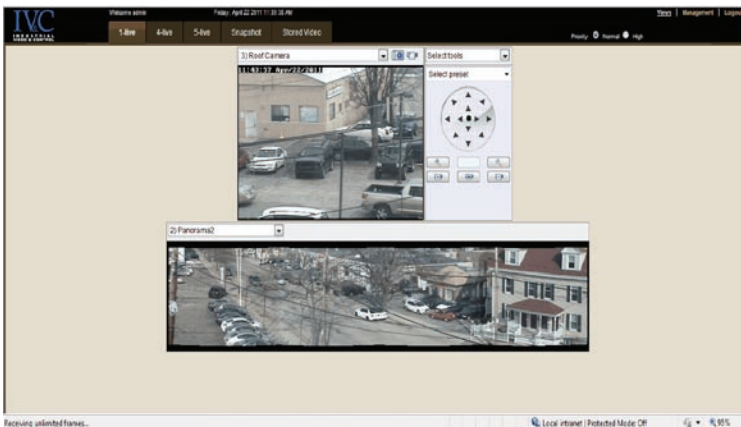 IVC
INDUSTRIAL
VIDEO & CONTROL
Welcome admin
Friday, April 22 2011 11:39:38 AM
Views | Management | Logout
1-live
4-live
5-live
Snapshot
Stored Video
Priority: Normal High
3) Roof Camera
Select tools
Select preset
2) Panorama2
Receiving unlimited frames...
Local intranet | Protected Mode: Off
95%